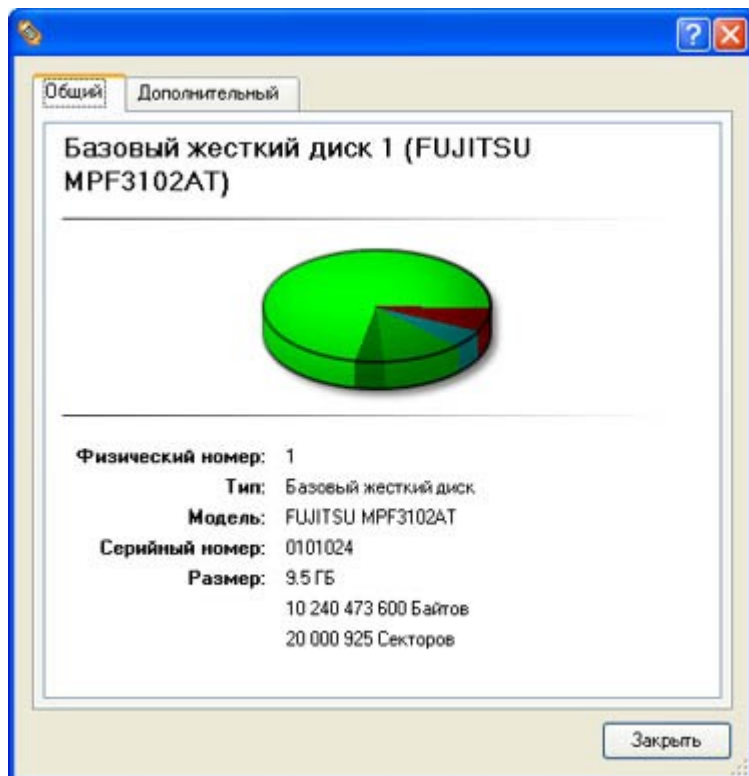 Общий Дополнительный
Базовый жесткий диск 1 (FUJITSU
MPF3102AT)
Физический номер: 1
Тип: Базовый жесткий диск
Модель: FUJITSU MPF3102AT
Серийный номер: 0101024
Размер: 9.5 ГБ
10 240 473 600 Байтов
20 000 925 Секторов
Закрыть